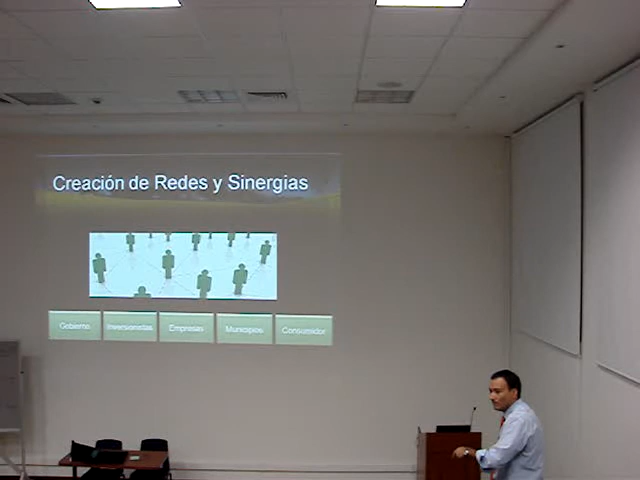 Creación de Redes y Sinergias
Gobierno Inversionistas Empresas Municipios Consumidor